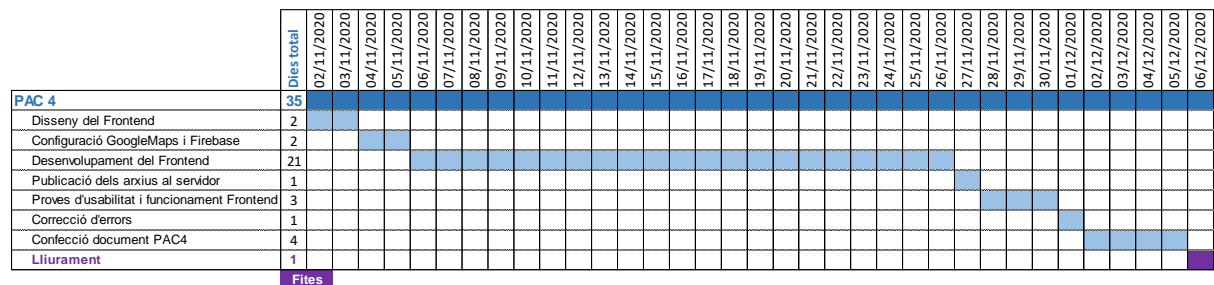 Dies total 02/11/2020 03/11/2020 04/11/2020 05/11/2020 06/11/2020 07/11/2020 08/11/2020 09/11/2020 10/11/2020 11/11/2020 12/11/2020 13/11/2020 14/11/2020 15/11/2020 16/11/2020 17/11/2020 18/11/2020 19/11/2020 20/11/2020 21/11/2020 22/11/2020 23/11/2020 24/11/2020 25/11/2020 26/11/2020 27/11/2020 28/11/2020 29/11/2020 30/11/2020 01/12/2020 02/12/2020 03/12/2020 04/12/2020 05/12/2020 06/12/2020
PAC 4 35
Disseny del Frontend 2
Configuració GoogleMaps i Firebase 2
Desenvolupament del Frontend 21
Publicació dels arxius al servidor 1
Proves d'usabilitat i funcionament Frontend 3
Correcció d'errors 1
Confecció document PAC4 4
Lliurament 1
Fites